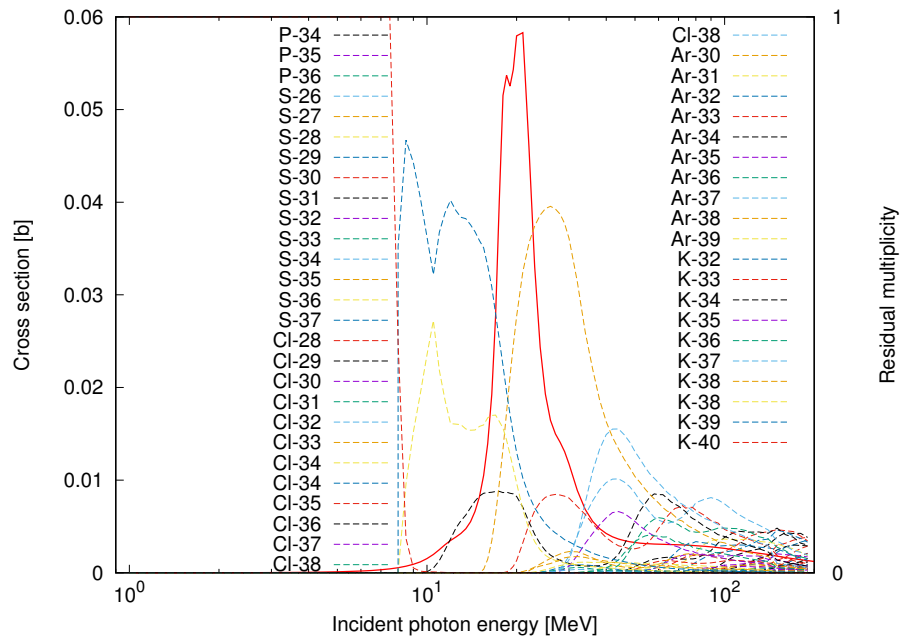 0.06
0.05
0.04
0.03
0.02
0.01
0
Cross section [b]
P-34
P-35
P-36
S-26
S-27
S-28
S-29
S-30
S-31
S-32
S-33
S-34
S-35
S-36
S-37
Cl-28
Cl-29
Cl-30
Cl-31
Cl-32
Cl-33
Cl-34
Cl-34
Cl-35
Cl-36
Cl-37
Cl-38
Cl-38
Ar-30
Ar-31
Ar-32
Ar-33
Ar-34
Ar-35
Ar-36
Ar-37
Ar-38
Ar-39
K-32
K-33
K-34
K-35
K-36
K-37
K-38
K-38
K-39
K-40
1
0
Residual multiplicity
10⁰ 10¹ 10²
Incident photon energy [MeV]